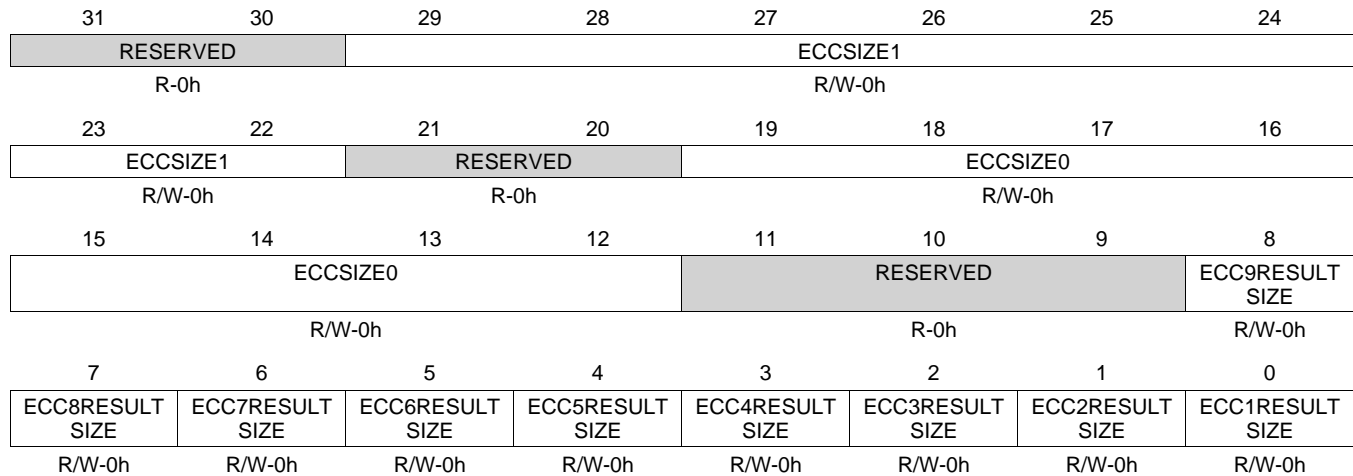 31 30 29 28 27 26 25 24
RESERVED ECCSIZE1
R-0h R/W-0h
23 22 21 20 19 18 17 16
ECCSIZE1 RESERVED ECCSIZE0
R/W-0h R-0h R/W-0h
15 14 13 12 11 10 9 8
ECCSIZE0 RESERVED ECC9RESULT
SIZE
R/W-0h R-0h R/W-0h
7 6 5 4 3 2 1 0
ECC8RESULT ECC7RESULT ECC6RESULT ECC5RESULT ECC4RESULT ECC3RESULT ECC2RESULT ECC1RESULT
SIZE SIZE SIZE SIZE SIZE SIZE SIZE SIZE
R/W-0h R/W-0h R/W-0h R/W-0h R/W-0h R/W-0h R/W-0h R/W-0h